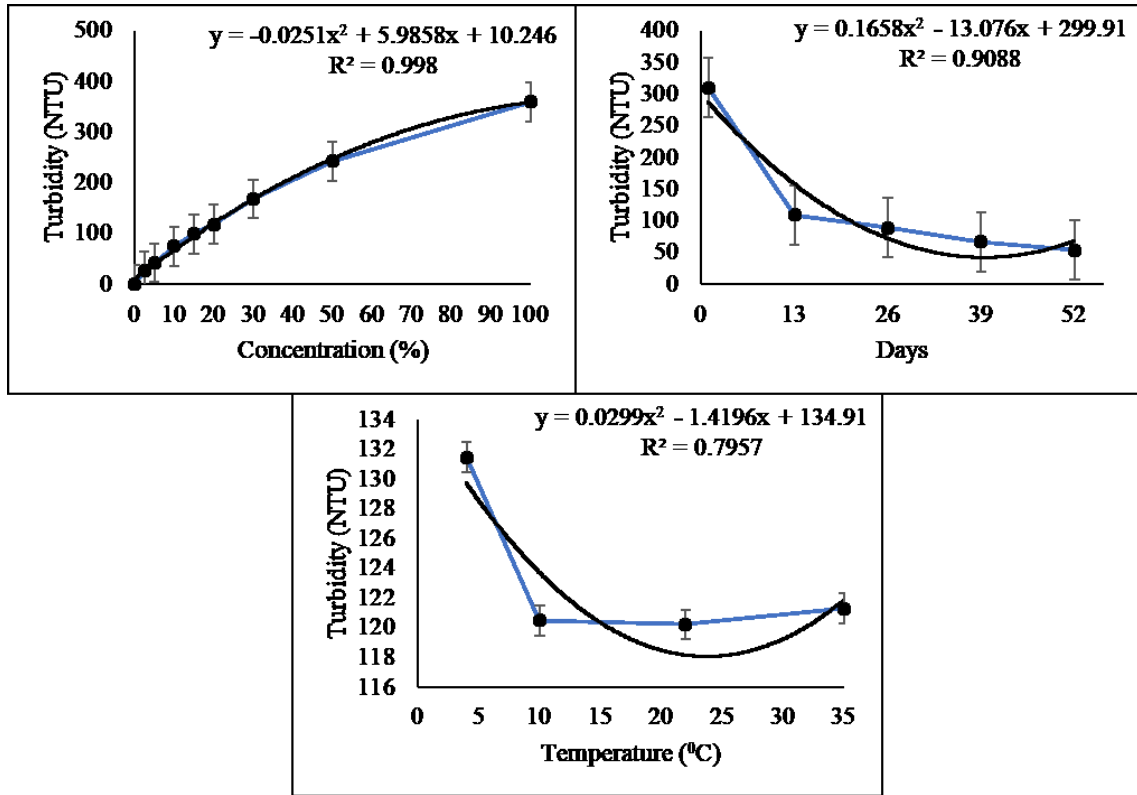 y = -0.0251x² + 5.9858x + 10.246
R² = 0.998
500
400
300
200
100
0
Turbidity (NTU)
0 10 20 30 40 50 60 70 80 90 100
Concentration (%)
y = 0.1658x² - 13.076x + 299.91
R² = 0.9088
400
350
300
250
200
150
100
50
0
Turbidity (NTU)
0 13 26 39 52
Days
y = 0.0299x² - 1.4196x + 134.91
R² = 0.7957
134
132
130
128
126
124
122
120
118
116
Turbidity (NTU)
0 5 10 15 20 25 30 35
Temperature (⁰C)